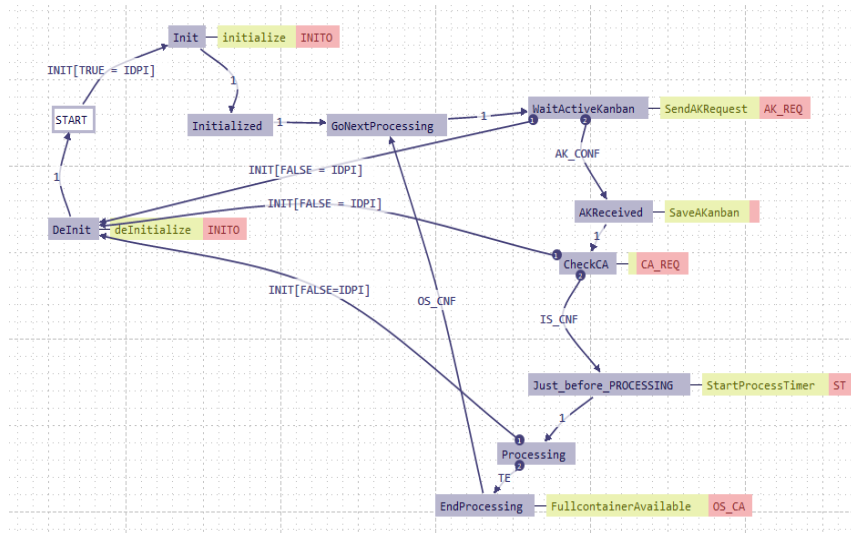 Init initialize INITO
INIT[TRUE = IDPI]
1
START
Initialized
1
GoNextProcessing
1
WaitActiveKanban SendAKRequest AK_REQ
1 2
AK_CONF
INIT[FALSE = IDPI]
1
INIT[FALSE = IDPI]
AKReceived SaveAKanban
DeInit deInitialize INITO
1
1
CheckCA CA_REQ
2
INIT[FALSE=IDPI]
OS_CNF
IS_CNF
Just_before_PROCESSING StartProcessTimer ST
1
1
Processing
2
TE
EndProcessing FullcontainerAvailable OS_CA